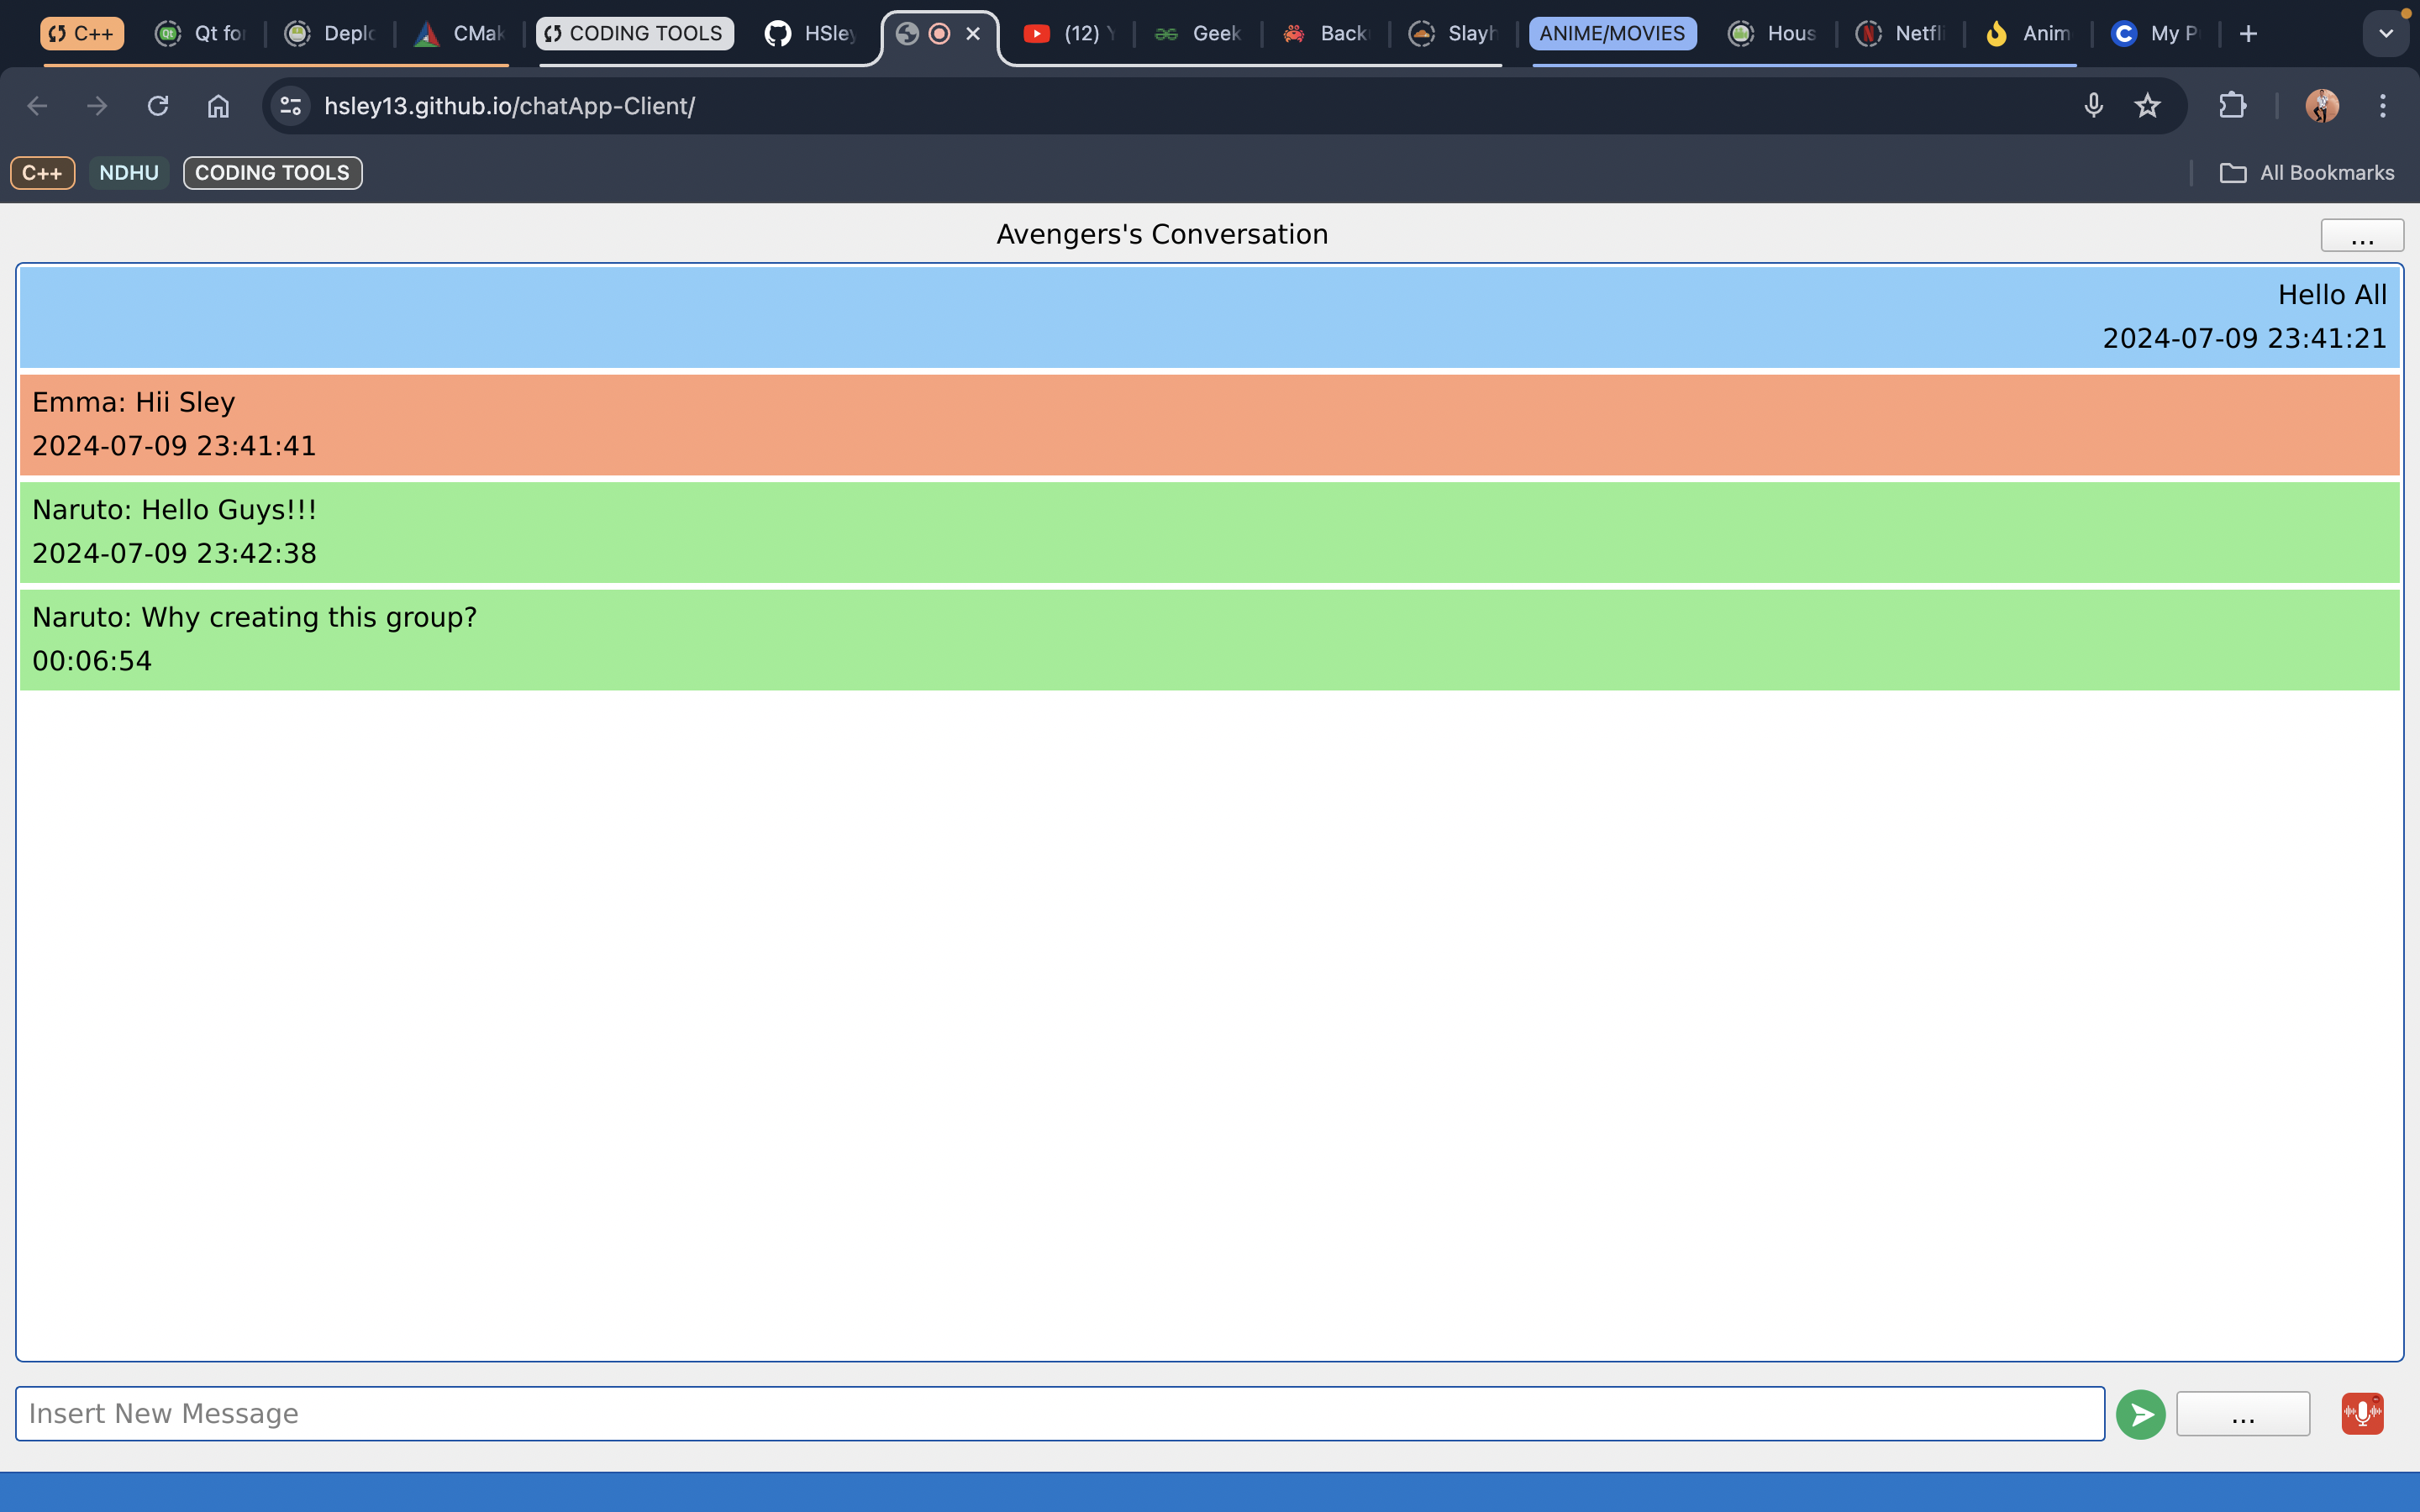 C++ Qt for Deplo CMak CODING TOOLS HSley (12) Geek Back Slayh ANIME/MOVIES Hous Netfli Anim My P
hsley13.github.io/chatApp-Client/
C++ NDHU CODING TOOLS All Bookmarks
Avengers's Conversation ...
Hello All
2024-07-09 23:41:21
Emma: Hii Sley
2024-07-09 23:41:41
Naruto: Hello Guys!!!
2024-07-09 23:42:38
Naruto: Why creating this group?
00:06:54
Insert New Message ...